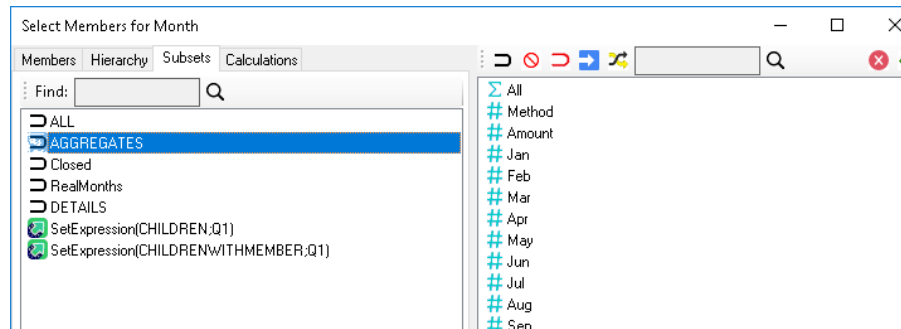 Select Members for Month
Members Hierarchy Subsets Calculations
Find:
ALL
AGGREGATES
Closed
RealMonths
DETAILS
SetExpression(CHILDREN;Q1)
SetExpression(CHILDRENWITHMEMBER;Q1)
All
Method
Amount
Jan
Feb
Mar
Apr
May
Jun
Jul
Aug
Sep